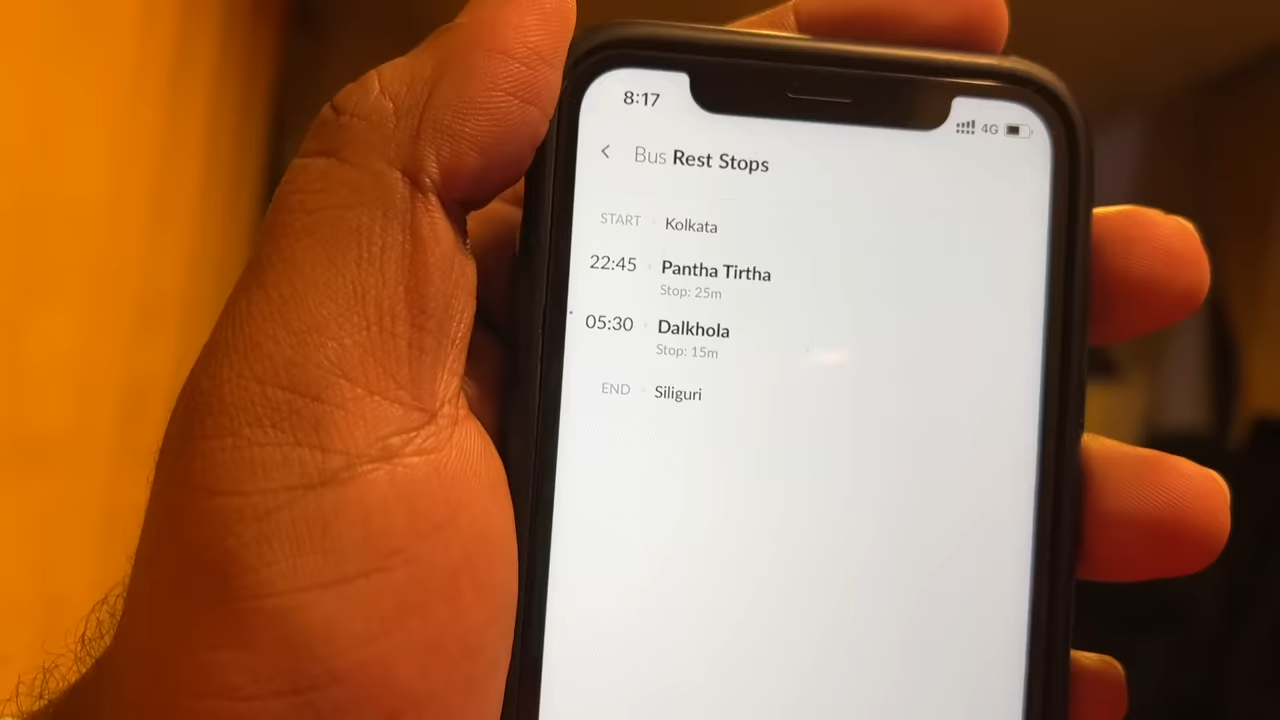 8:17
4G
Bus Rest Stops
START Kolkata
22:45 Pantha Tirtha
Stop: 25m
05:30 Dalkhola
Stop: 15m
END Siliguri